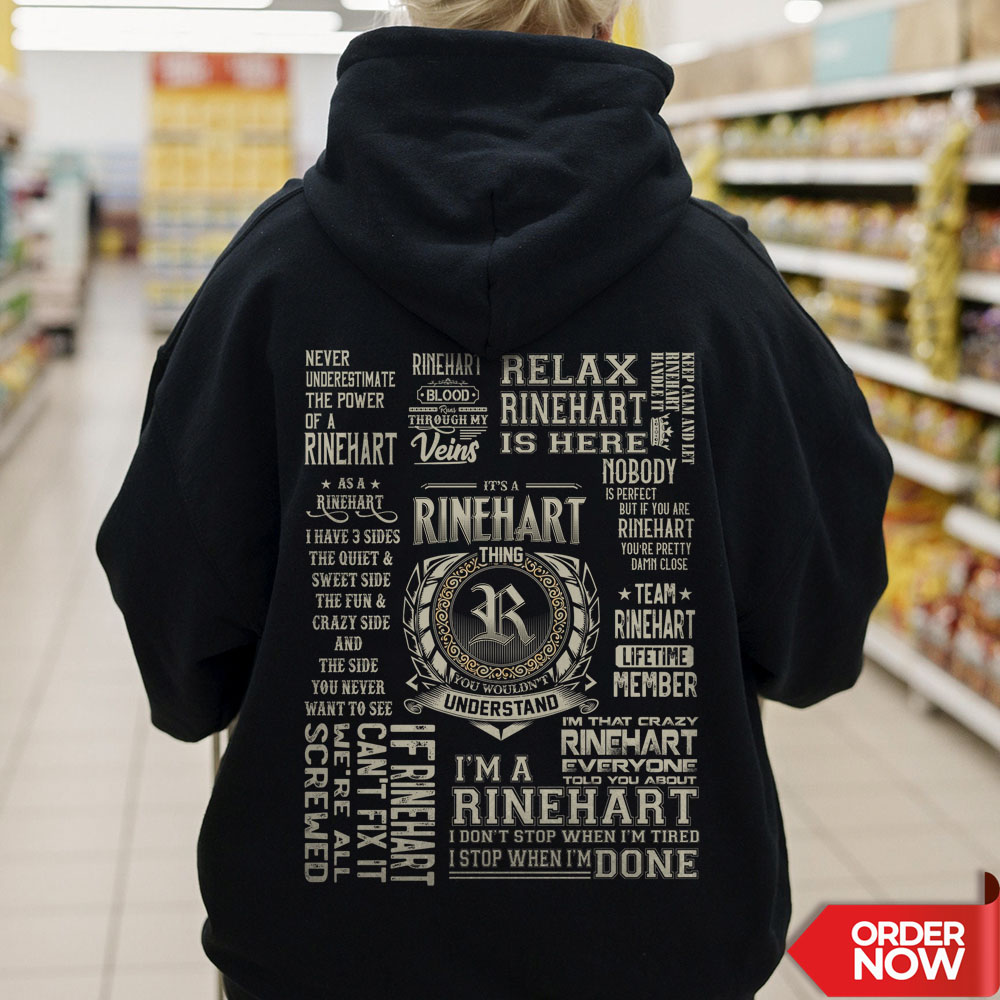 NEVER
UNDERESTIMATE
THE POWER
OF A
RINEHART
RINEHART
BLOOD
Runs
THROUGH MY
Veins
RELAX
RINEHART
IS HERE
KEEP CALM AND LET
RINEHART
HANDLE IT
NOBODY
IS PERFECT
BUT IF YOU ARE
RINEHART
YOU'RE PRETTY
DAMN CLOSE
AS A
RINEHART
I HAVE 3 SIDES
THE QUIET &
SWEET SIDE
THE FUN &
CRAZY SIDE
AND
THE SIDE
YOU NEVER
WANT TO SEE
IT'S A
RINEHART
THING
R
YOU WOULDN'T
UNDERSTAND
TEAM
RINEHART
LIFETIME
MEMBER
IF RINEHART
CAN'T FIX IT
WE'RE ALL
SCREWED
I'M THAT CRAZY
RINEHART
EVERYONE
TOLD YOU ABOUT
I'M A
RINEHART
I DON'T STOP WHEN I'M TIRED
I STOP WHEN I'M DONE
ORDER
NOW